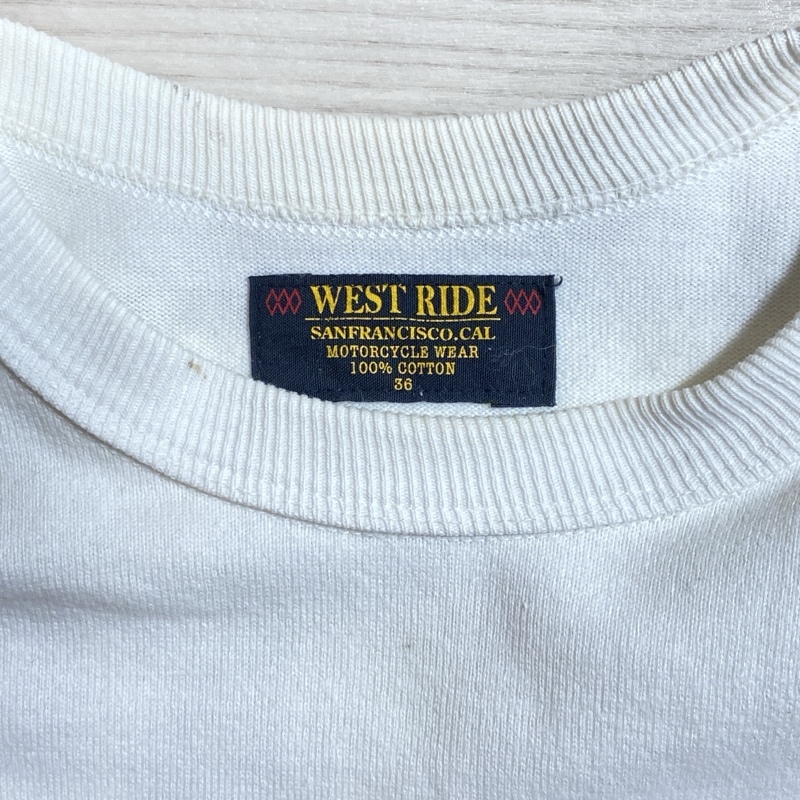 WEST RIDE
SANFRANCISCO.CAL
MOTORCYCLE WEAR
100% COTTON
36